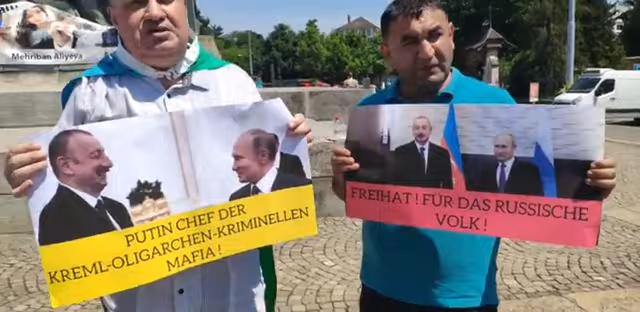 Mehriban Aliyeva
PUTIN CHEF DER
KREML-OLIGARCHEN-KRIMINELLEN
MAFIA !
FREIHAT ! FÜR DAS RUSSISCHE
VOLK !